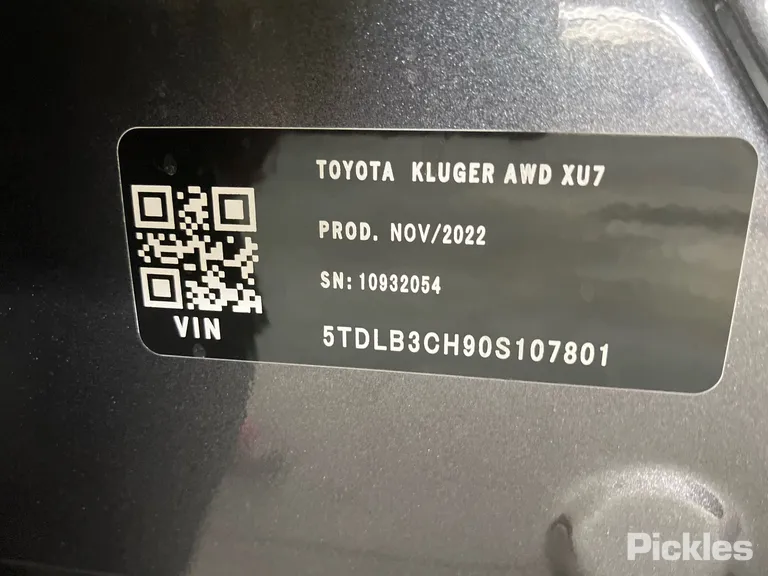 TOYOTA KLUGER AWD XU7
PROD. NOV/2022
SN: 10932054
VIN
5TDLB3CH90S107801
Pickles